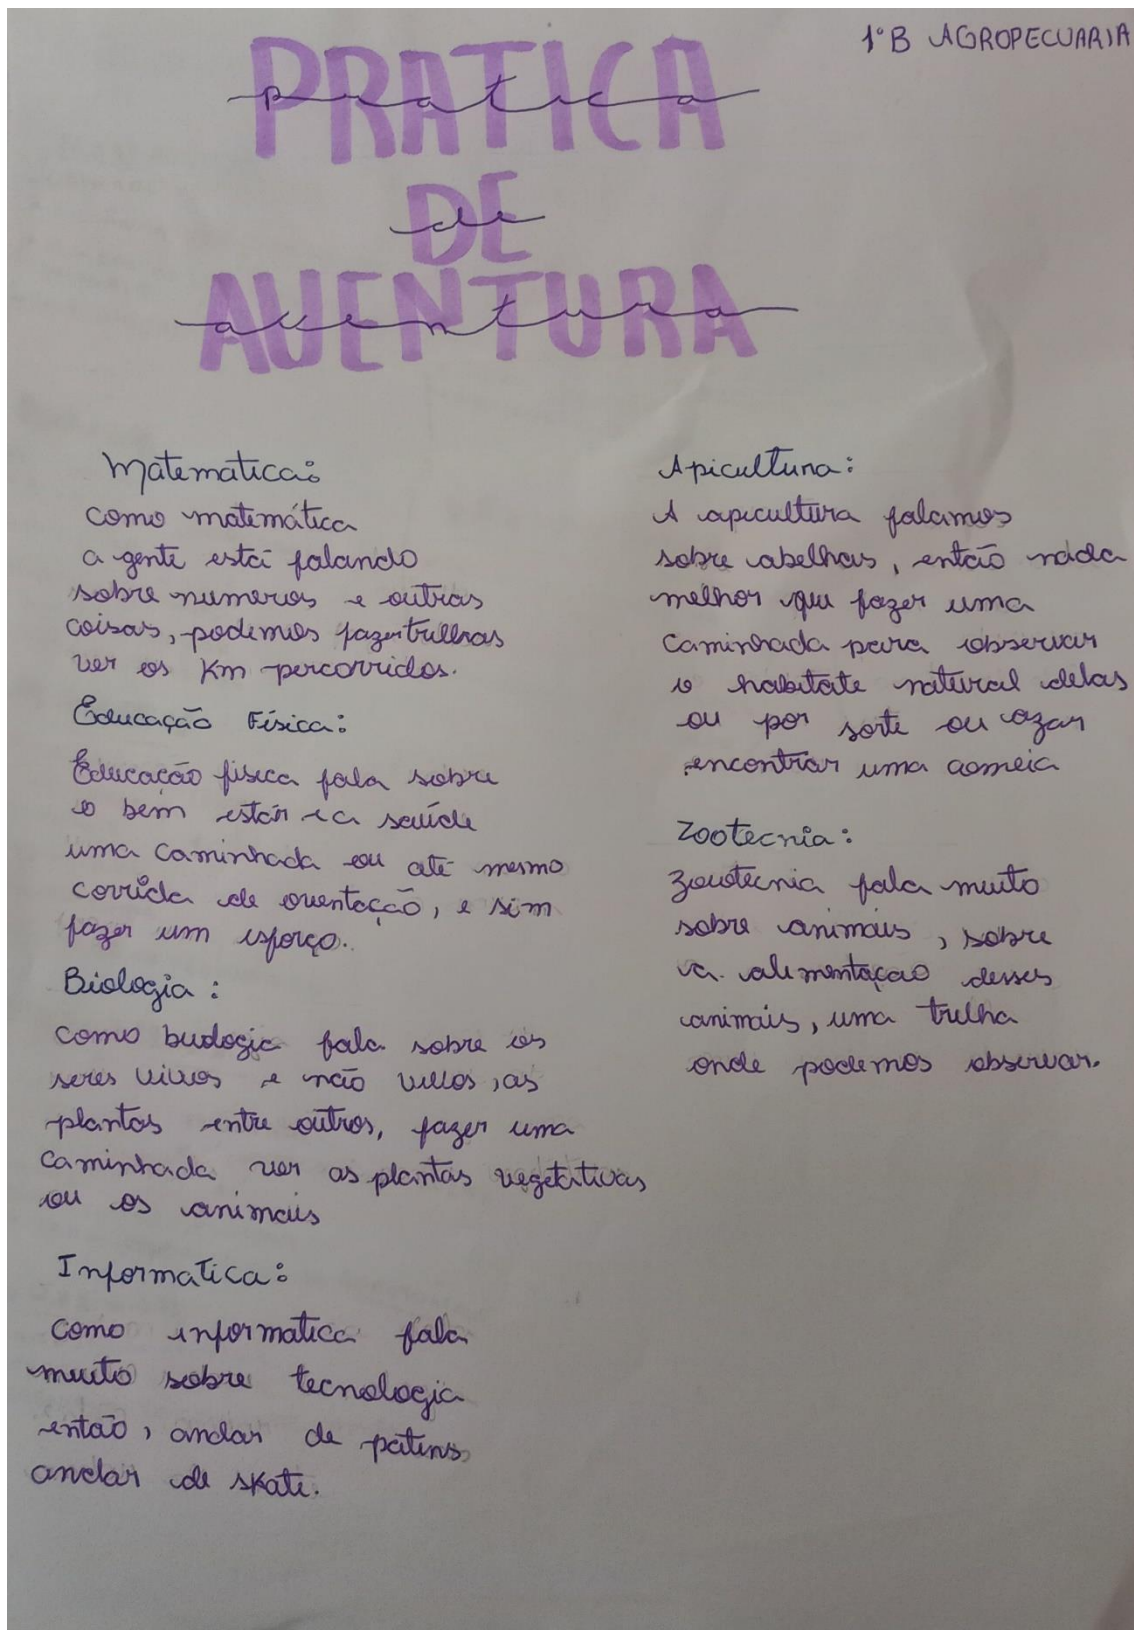 1º B AGROPECUARIA
PRATICA
pratica
DE
de
AVENTURA
aventura
Matematica:
como matemática
a gente está falando
sobre numeros e outras
coisas, podemos fazer trilhas
ver os Km percorridos.
Educação Física:
Educação fisica fala sobre
o bem estar e a saúde
uma caminhada ou até mesmo
corrida de orientação, e sim
fazer um esforço.
Biologia:
como biologia fala sobre os
seres vivos e não vivos, as
plantas entre outros, fazer uma
caminhada ver as plantas vegetativas
ou os animais
Informatica:
como informatica fala
muito sobre tecnologia
então, andar de patins
andar de skate.
Apicultura:
A apicultura falamos
sobre abelhas, então nada
melhor que fazer uma
caminhada para observar
o habitate natural delas
ou por sorte ou azar
encontrar uma comeia
Zootecnia:
Zootecnia fala muito
sobre animais, sobre
a alimentaçao desses
animais, uma trilha
onde podemos observar.